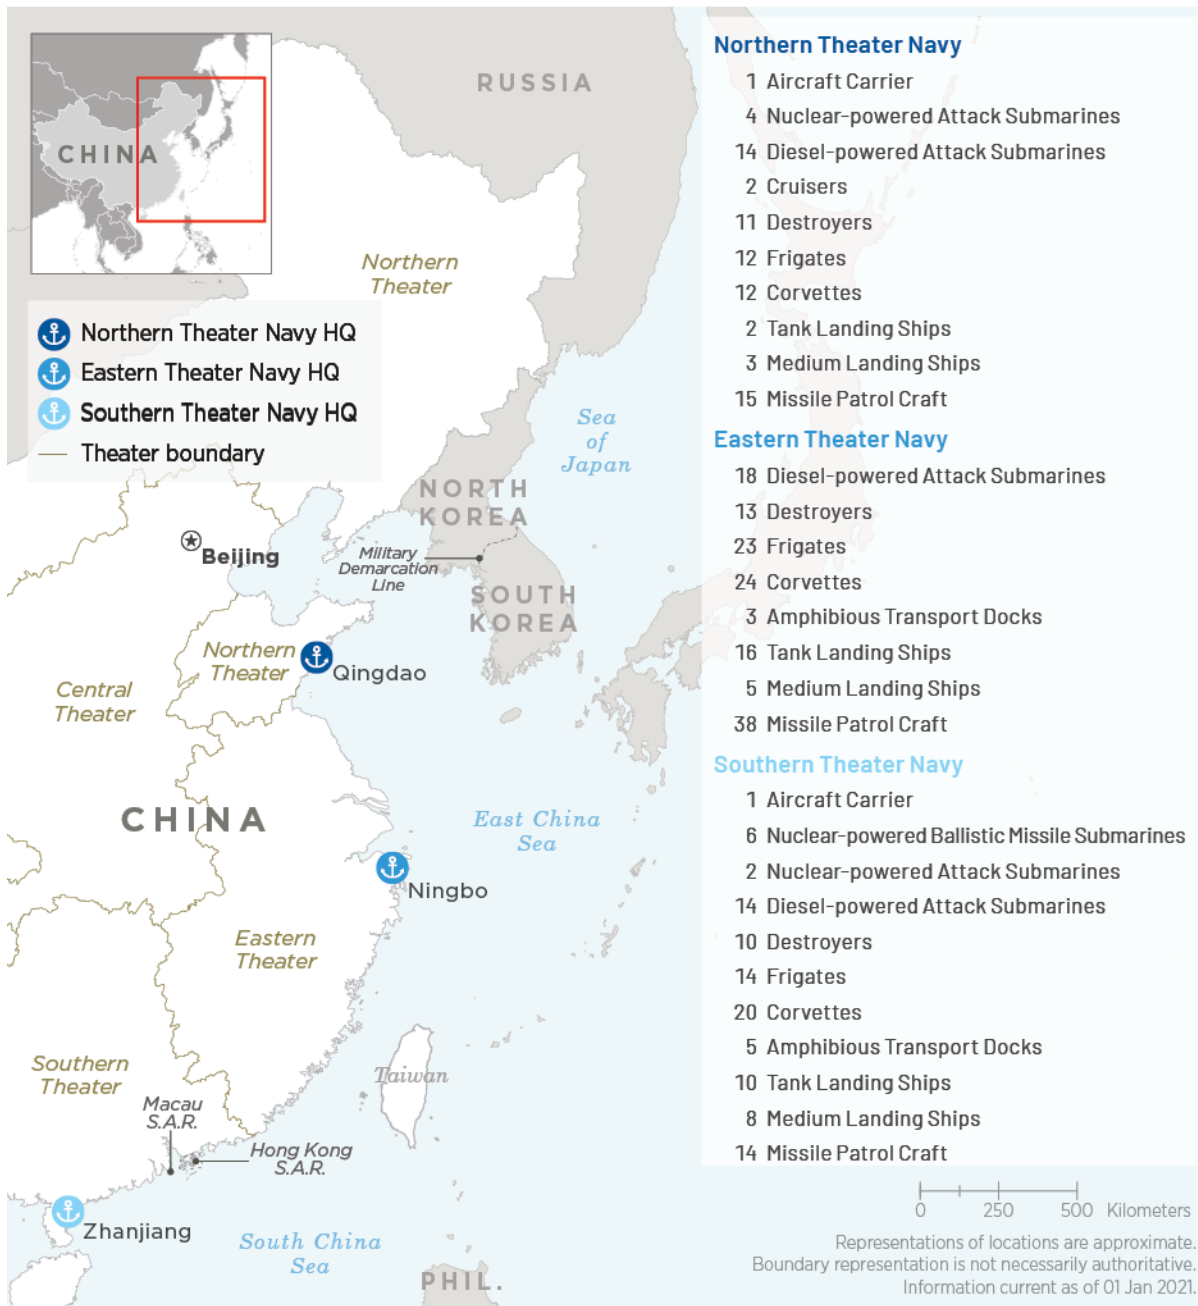 RUSSIA
CHINA
Northern
Theater
Northern Theater Navy HQ
Eastern Theater Navy HQ
Southern Theater Navy HQ
Theater boundary
Sea
of
Japan
NORTH
KOREA
Beijing
Military
Demarcation
Line
SOUTH
KOREA
Northern
Theater
Qingdao
Central
Theater
CHINA
East China
Sea
Ningbo
Eastern
Theater
Southern
Theater
Taiwan
Macau
S.A.R.
Hong Kong
S.A.R.
Zhanjiang
South China
Sea
PHIL.
Northern Theater Navy
1 Aircraft Carrier
4 Nuclear-powered Attack Submarines
14 Diesel-powered Attack Submarines
2 Cruisers
11 Destroyers
12 Frigates
12 Corvettes
2 Tank Landing Ships
3 Medium Landing Ships
15 Missile Patrol Craft
Eastern Theater Navy
18 Diesel-powered Attack Submarines
13 Destroyers
23 Frigates
24 Corvettes
3 Amphibious Transport Docks
16 Tank Landing Ships
5 Medium Landing Ships
38 Missile Patrol Craft
Southern Theater Navy
1 Aircraft Carrier
6 Nuclear-powered Ballistic Missile Submarines
2 Nuclear-powered Attack Submarines
14 Diesel-powered Attack Submarines
10 Destroyers
14 Frigates
20 Corvettes
5 Amphibious Transport Docks
10 Tank Landing Ships
8 Medium Landing Ships
14 Missile Patrol Craft
0 250 500 Kilometers
Representations of locations are approximate.
Boundary representation is not necessarily authoritative.
Information current as of 01 Jan 2021.